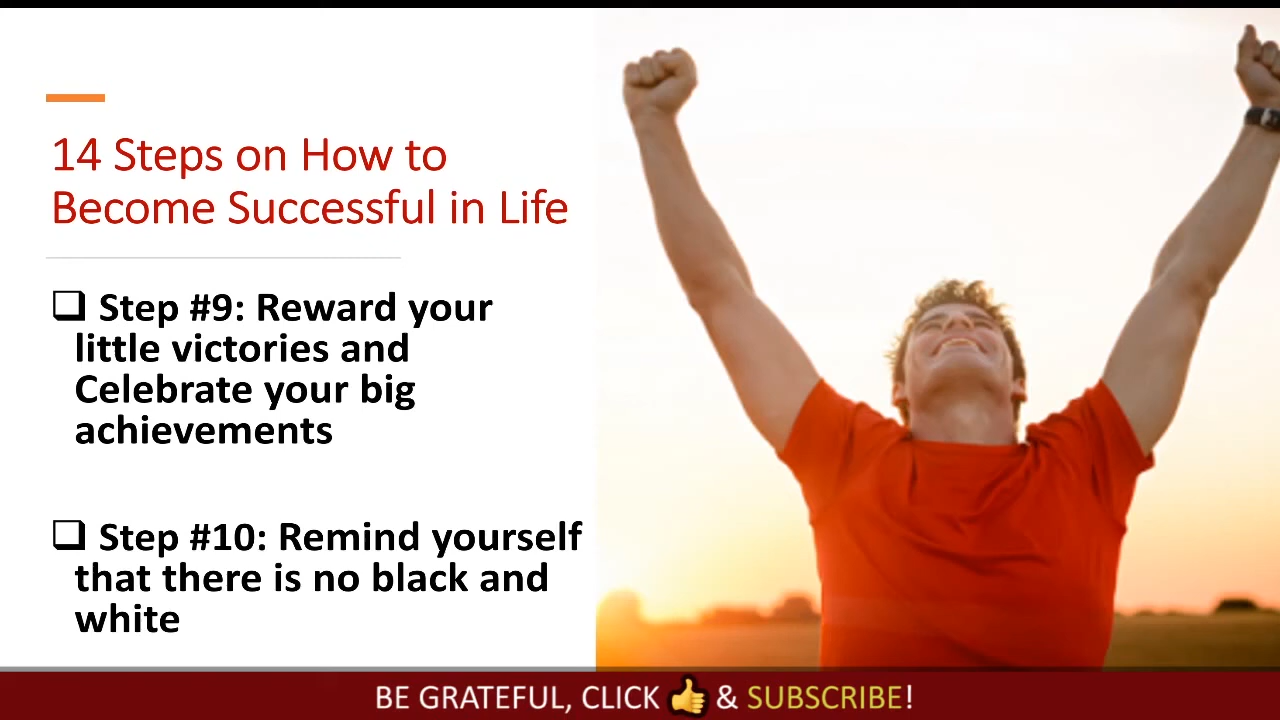 14 Steps on How to
Become Successful in Life
❑ Step #9: Reward your
little victories and
Celebrate your big
achievements
❑ Step #10: Remind yourself
that there is no black and
white
BE GRATEFUL, CLICK 👍 & SUBSCRIBE!